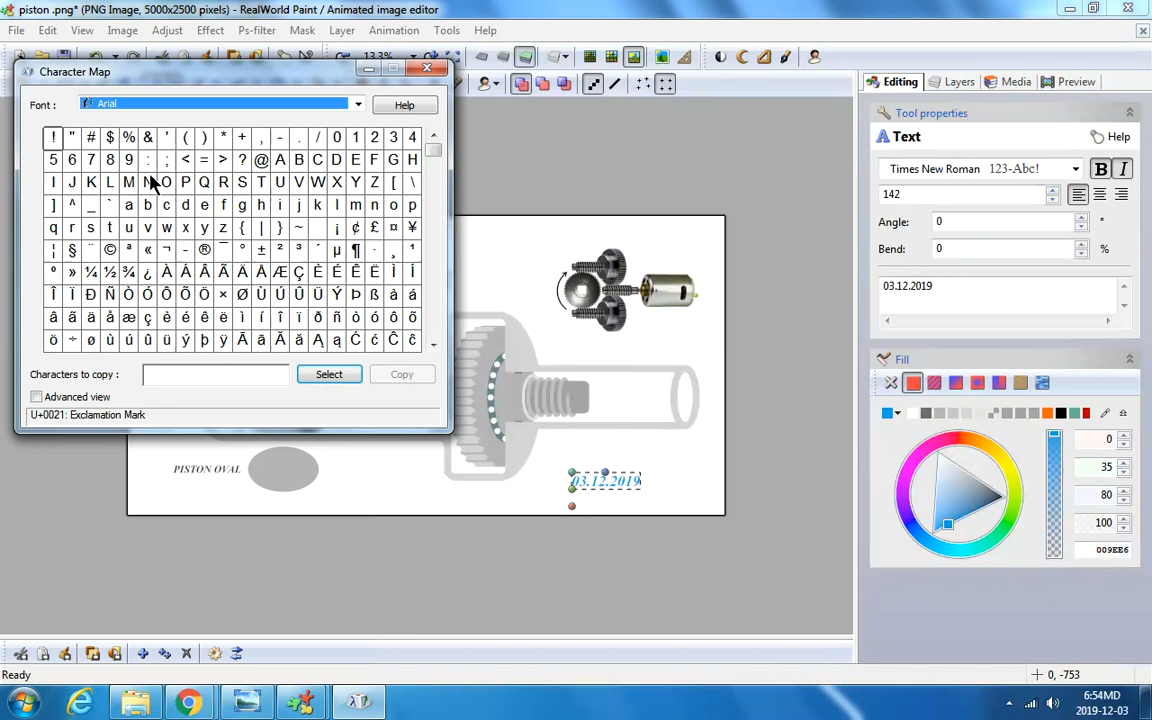 piston .png* (PNG Image, 5000x2500 pixels) - RealWorld Paint / Animated image editor
File Edit View Image Adjust Effect Ps-filter Mask Layer Animation Tools Help
13.3%
Character Map
Font : Arial Help
! " # $ % & ' ( ) * + , - . / 0 1 2 3 4
5 6 7 8 9 : ; < = > ? @ A B C D E F G H
I J K L M N O P Q R S T U V W X Y Z [ \
] ^ _ ` a b c d e f g h i j k l m n o p
q r s t u v w x y z { | } ~ ¡ ¢ £ ¤ ¥
¦ § ¨ © ª « ¬ - ® ¯ ° ± ² ³ ´ µ ¶ · ¸ ¹
º » ¼ ½ ¾ ¿ À Á Â Ã Ä Å Æ Ç È É Ê Ë Ì Í
Î Ï Ð Ñ Ò Ó Ô Õ Ö × Ø Ù Ú Û Ü Ý Þ ß à á
â ã ä å æ ç è é ê ë ì í î ï ð ñ ò ó ô õ
ö ÷ ø ù ú û ü ý þ ÿ Ā ā Ă ă Ą ą Ć ć Ĉ ĉ
Characters to copy : Select Copy
Advanced view
U+0021: Exclamation Mark
PISTON OVAL
03.12.2019
Editing Layers Media Preview
Tool properties
A Text Help
Times New Roman 123-Abc! B I
142
Angle: 0 °
Bend: 0 %
03.12.2019
Fill
0
35
80
100
009EE6
Ready 0, -753
6:54MD
2019-12-03